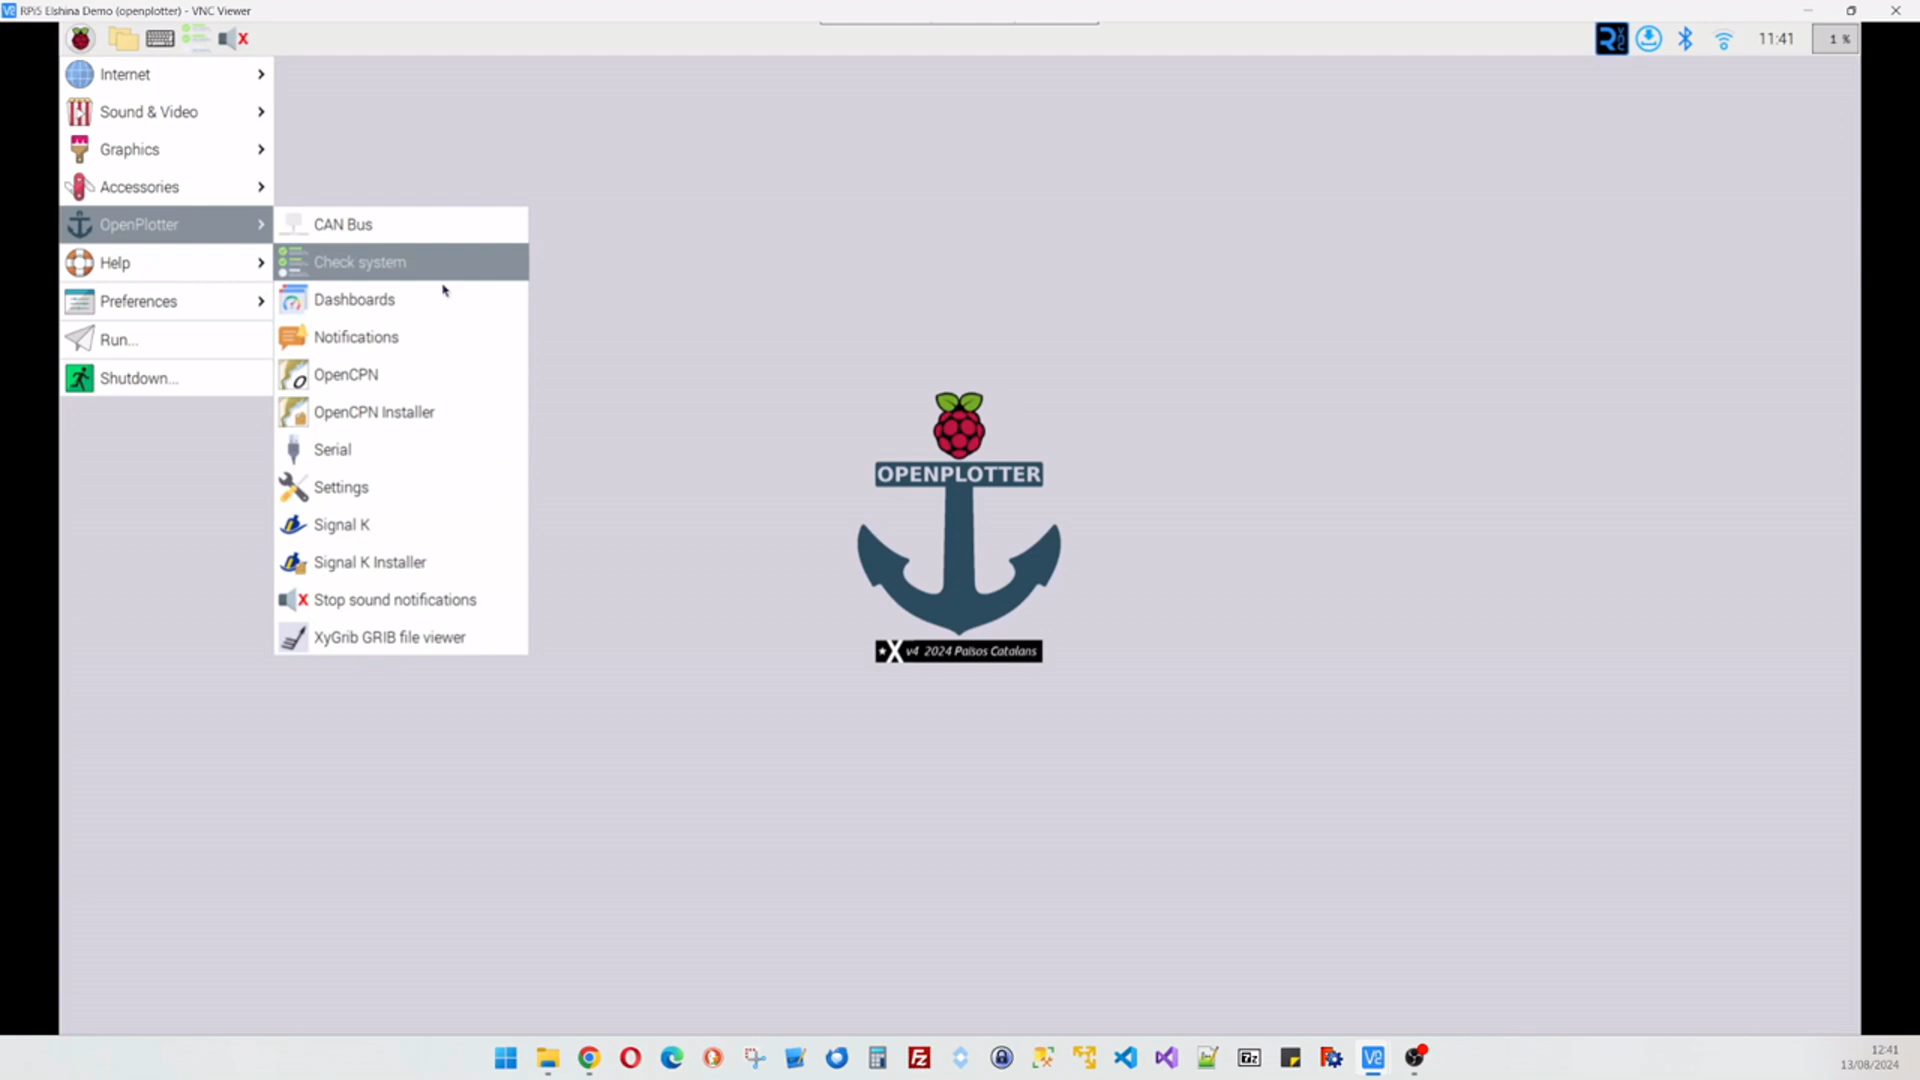 RPi5 Elshina Demo (openplotter) - VNC Viewer
11:41
1 %
Internet
Sound & Video
Graphics
Accessories
OpenPlotter
Help
Preferences
Run...
Shutdown...
CAN Bus
Check system
Dashboards
Notifications
OpenCPN
OpenCPN Installer
Serial
Settings
Signal K
Signal K Installer
Stop sound notifications
XyGrib GRIB file viewer
OPENPLOTTER
v4 2024 Països Catalans
12:41
13/08/2024